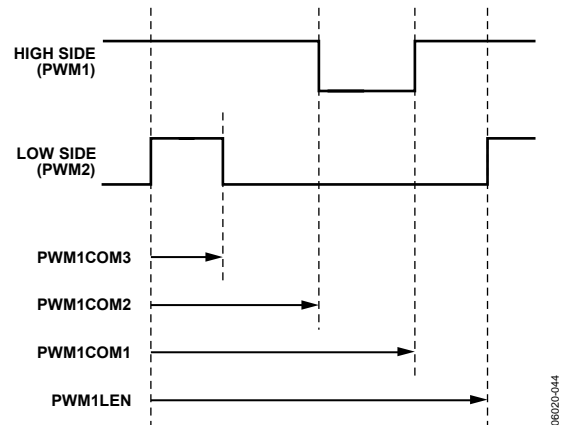 HIGH SIDE
(PWM1)
LOW SIDE
(PWM2)
PWM1COM3
PWM1COM2
PWM1COM1
PWM1LEN
06020-044